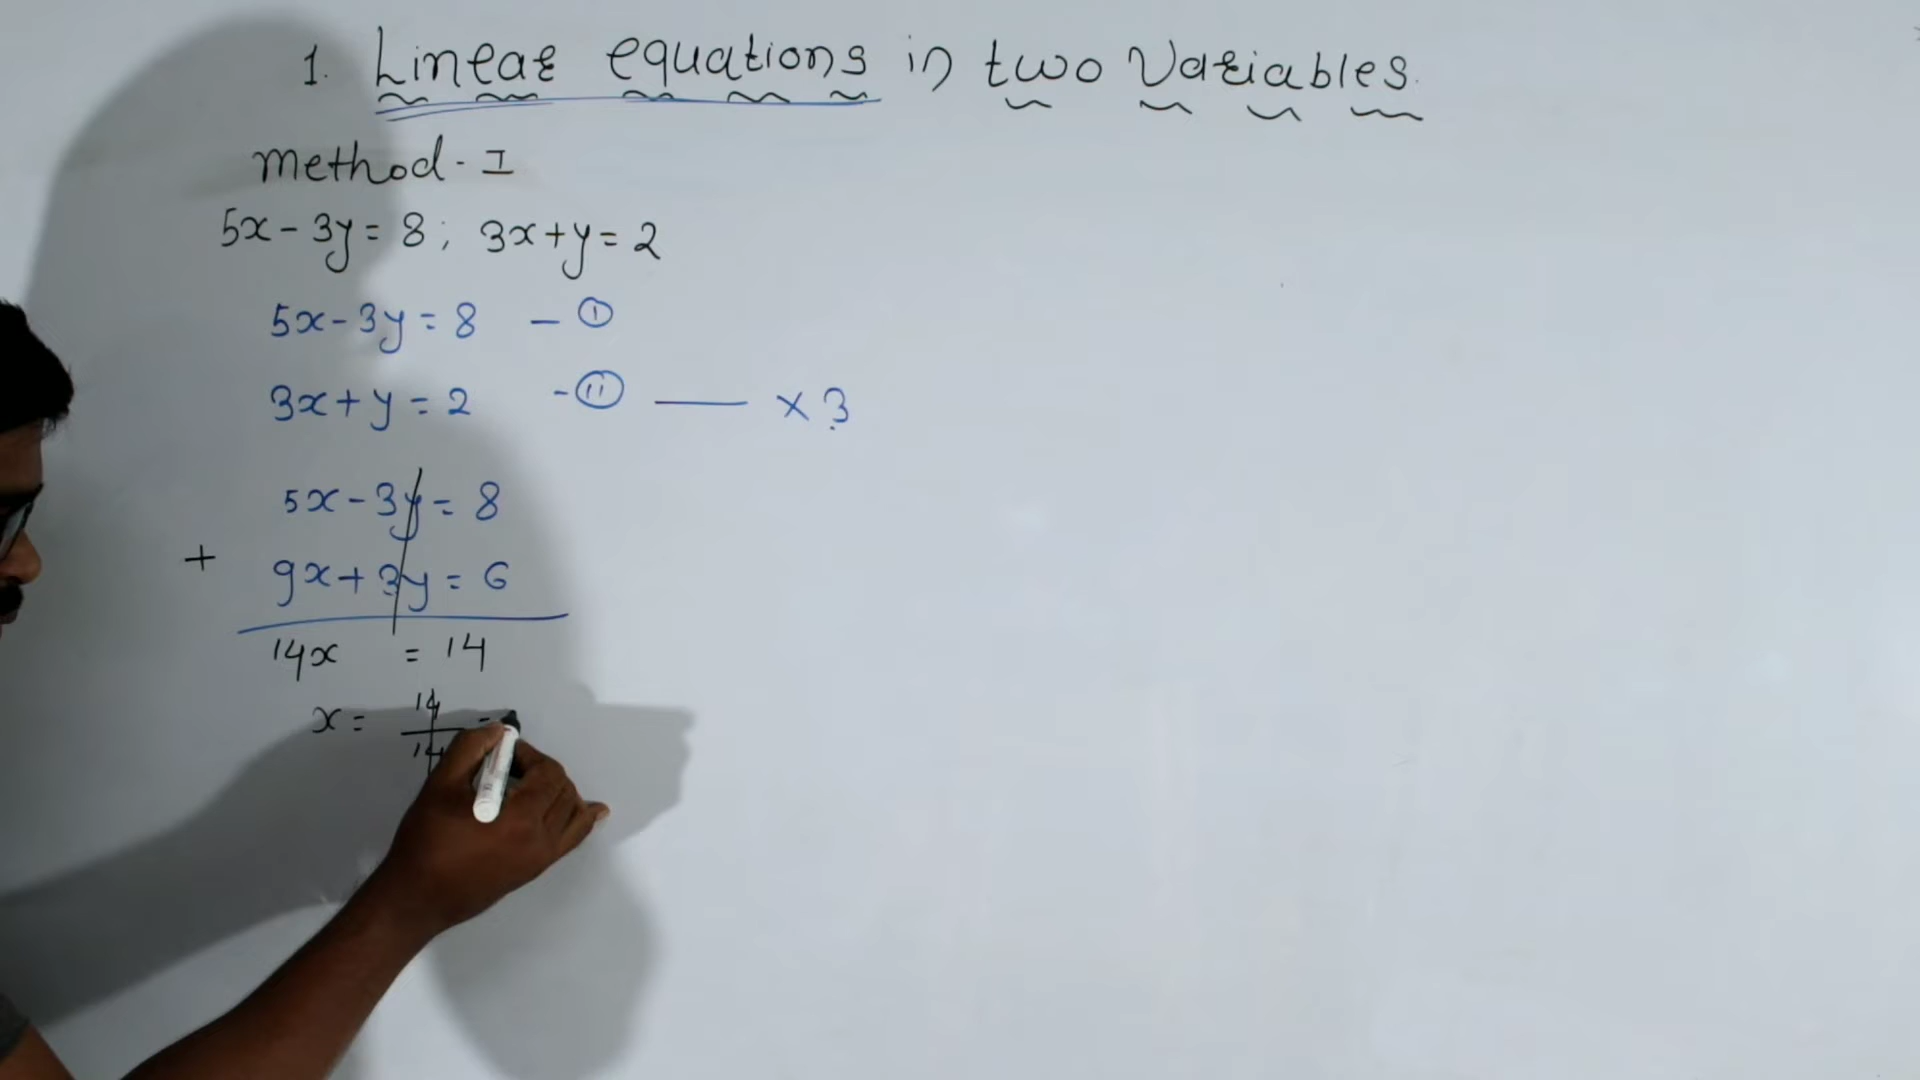 1. Linear equations in two Variables.
Method - I
5x - 3y = 8 ; 3x + y = 2
5x - 3y = 8 — ①
3x + y = 2 - ⑪ —— × 3
5x - 3y = 8
+ 9x + 3y = 6
14x = 14
x = 14/14 =